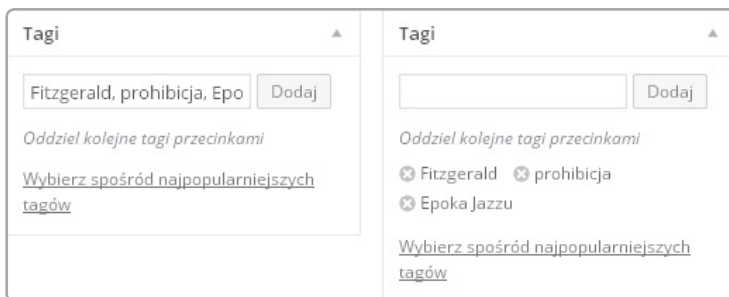 Tagi
Fitzgerald, prohibicja, Epo
Dodaj
Oddziel kolejne tagi przecinkami
Wybierz spośród najpopularniejszych
tagów
Tagi
Dodaj
Oddziel kolejne tagi przecinkami
Fitzgerald prohibicja
Epoka Jazzu
Wybierz spośród najpopularniejszych
tagów